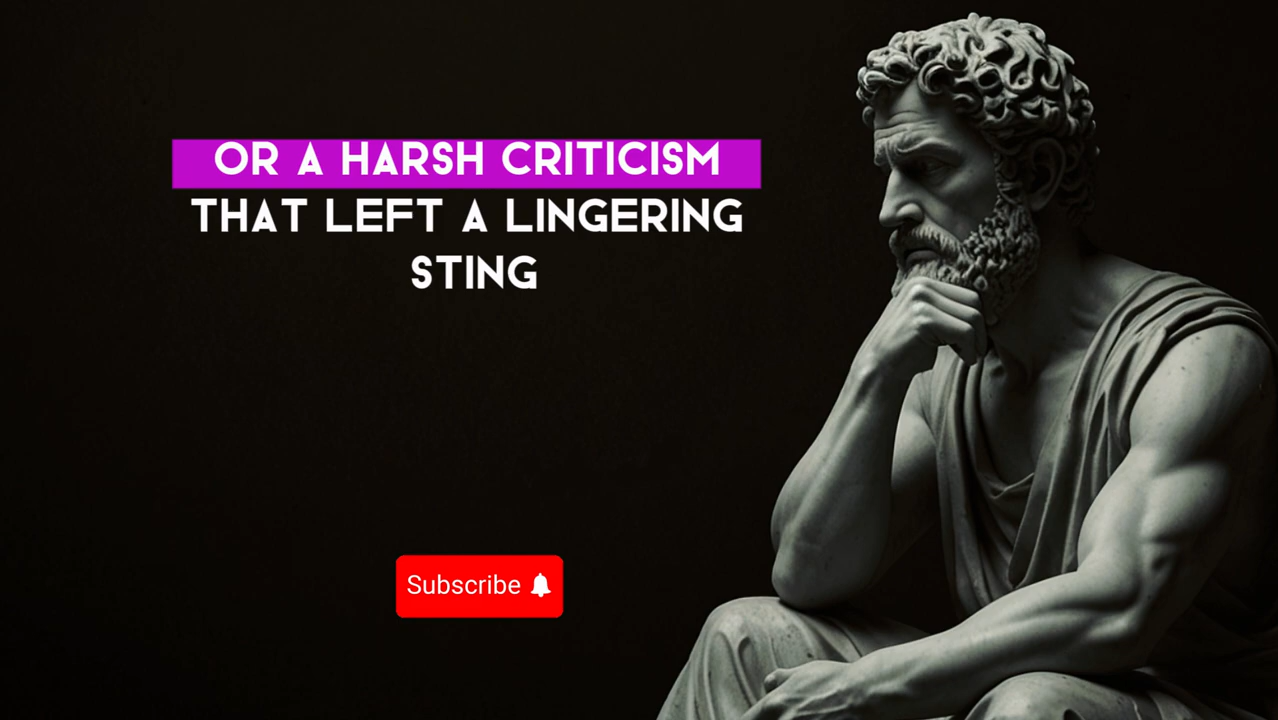 OR A HARSH CRITICISM
THAT LEFT A LINGERING
STING
Subscribe